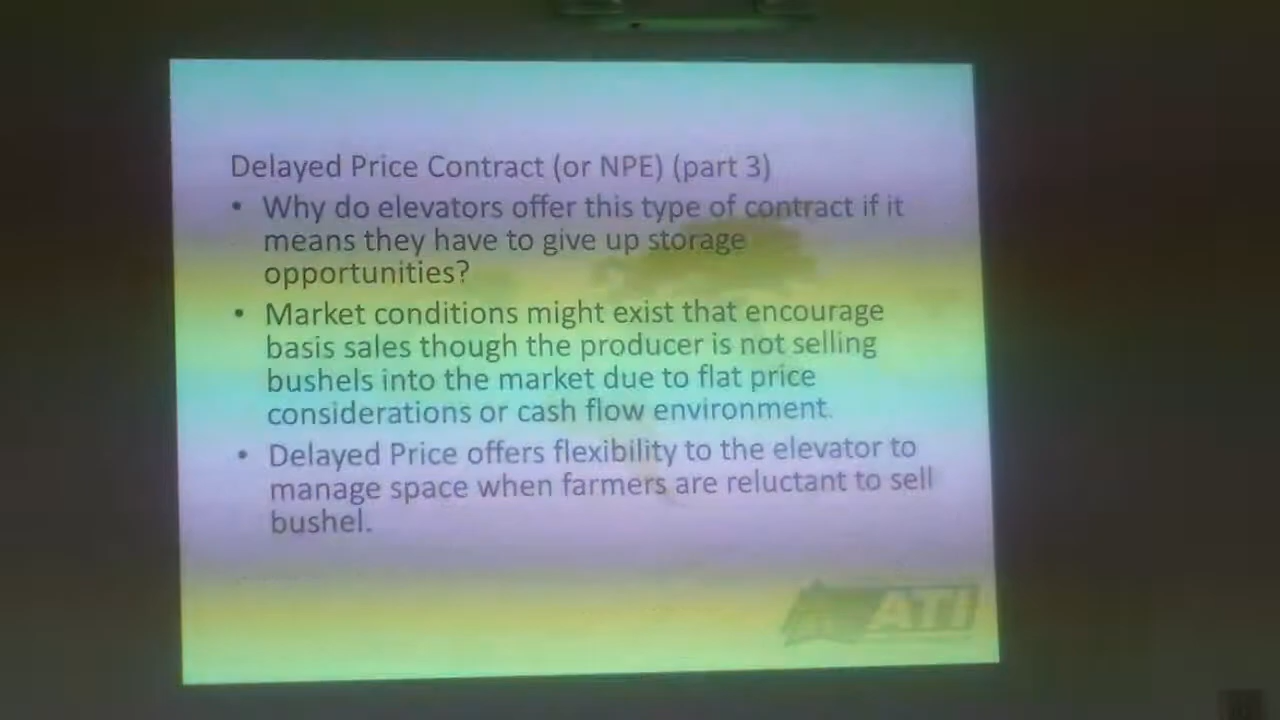 Delayed Price Contract (or NPE) (part 3)
• Why do elevators offer this type of contract if it
means they have to give up storage
opportunities?
• Market conditions might exist that encourage
basis sales though the producer is not selling
bushels into the market due to flat price
considerations or cash flow environment.
• Delayed Price offers flexibility to the elevator to
manage space when farmers are reluctant to sell
bushel.
ATI